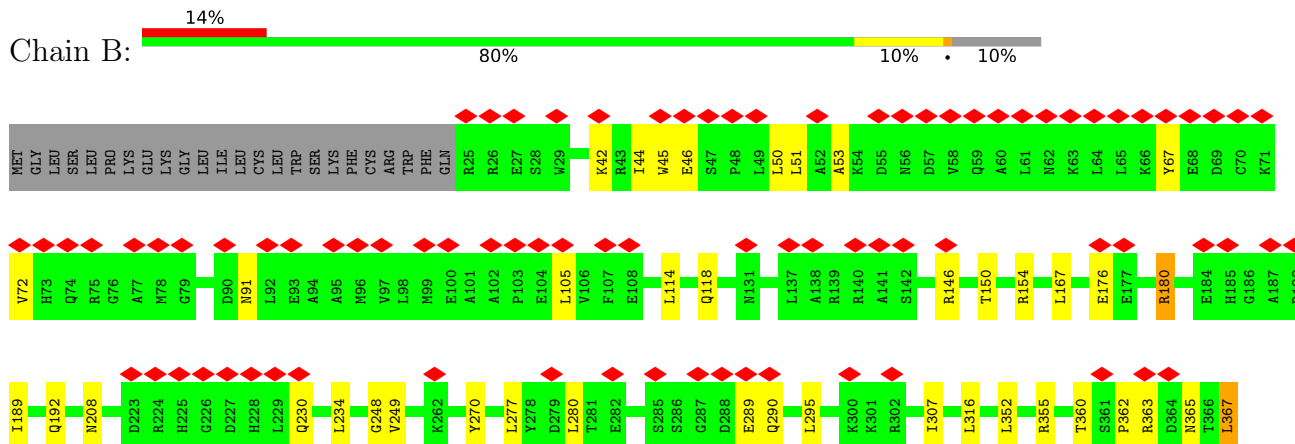 14%
Chain B:
80% 10% • 10%
MET GLY LEU SER LEU PRO LYS GLU LYS GLY LEU ILE LEU CYS LEU TRP SER LYS PHE CYS ARG TRP PHE GLN R25 R26 E27 S28 W29 K42 R43 I44 W45 E46 S47 P48 L49 L50 L51 A52 A53 K54 D55 N56 D57 V58 Q59 A60 L61 N62 K63 L64 L65 K66 Y67 E68 D69 C70 K71
V72 H73 Q74 R75 G76 A77 M78 G79 D90 N91 L92 E93 A94 A95 M96 V97 L98 M99 E100 A101 A102 P103 E104 L105 V106 F107 E108 L114 Q118 N131 L137 A138 R139 R140 A141 S142 R146 T150 R154 L167 E176 E177 R180 E184 H185 G186 A187
I189 Q192 N208 D223 R224 H225 G226 D227 H228 L229 Q230 L234 G248 V249 K262 Y270 L277 Y278 D279 L280 T281 E282 S285 S286 G287 D288 E289 Q290 L295 K300 K301 R302 I307 L316 L352 R355 T360 S361 P362 R363 D364 N365 T366 L367